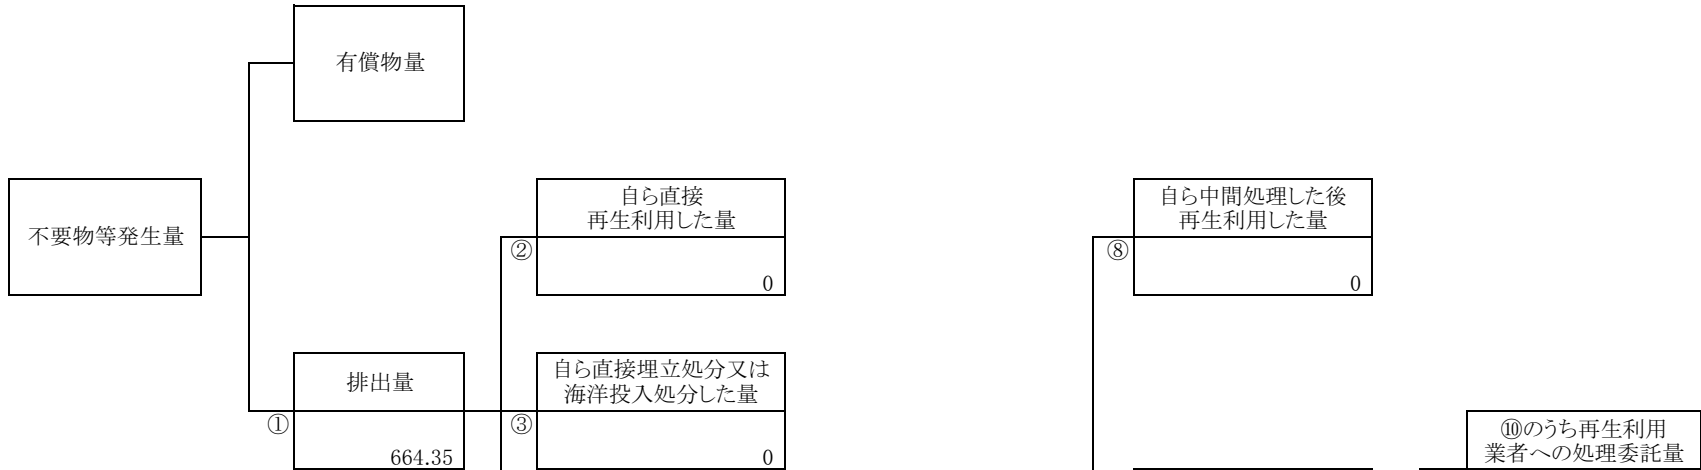 有償物量
不要物等発生量
自ら直接
再生利用した量
②
0
自ら中間処理した後
再生利用した量
⑧
0
排出量
①
664.35
自ら直接埋立処分又は
海洋投入処分した量
③
0
⑩のうち再生利用
業者への処理委託量